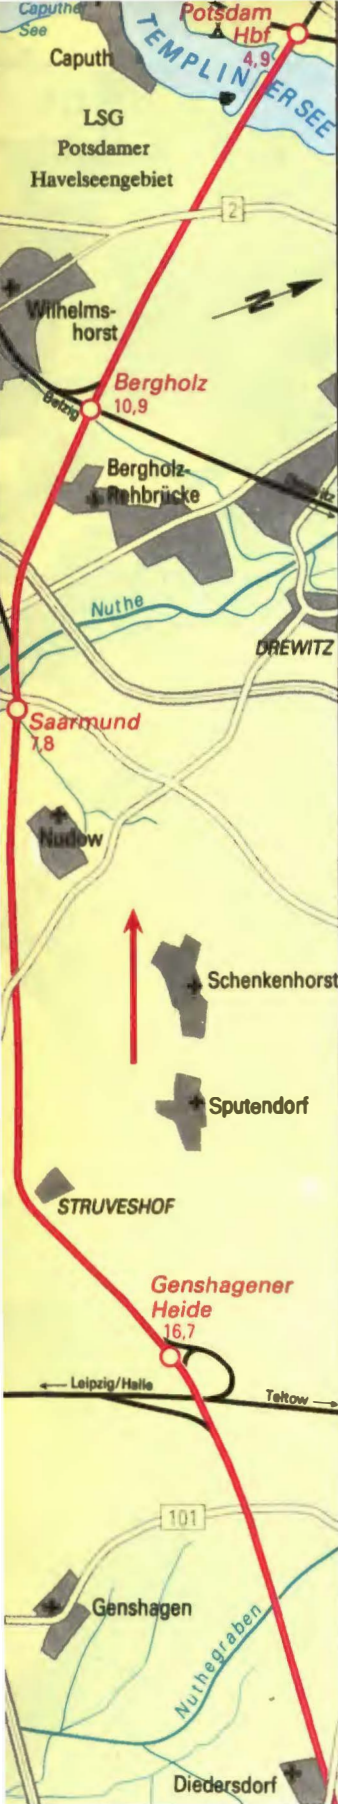 Caputher
See
Potsdam
Hbf
4,9
Caputh
TEMPLINER SEE
LSG
Potsdamer
Havelseengebiet
2
N
Wilhelms-
horst
Bergholz
10,9
Belzig
Bergholz-
Rehbrücke
Nuthe
DREWITZ
Saarmund
7,8
Nudow
Schenkenhorst
Sputendorf
STRUVESHOF
Genshagener
Heide
16,7
← Leipzig/Halle
Teltow →
101
Genshagen
Nuthegraben
Diedersdorf